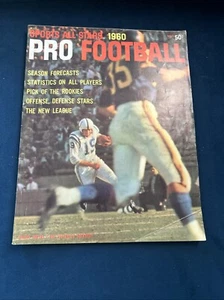 SPORTS ALL STARS 1960
50¢
PRO FOOTBALL
SEASON FORECASTS
STATISTICS ON ALL PLAYERS
PICK OF THE ROOKIES
OFFENSE, DEFENSE STARS
THE NEW LEAGUE